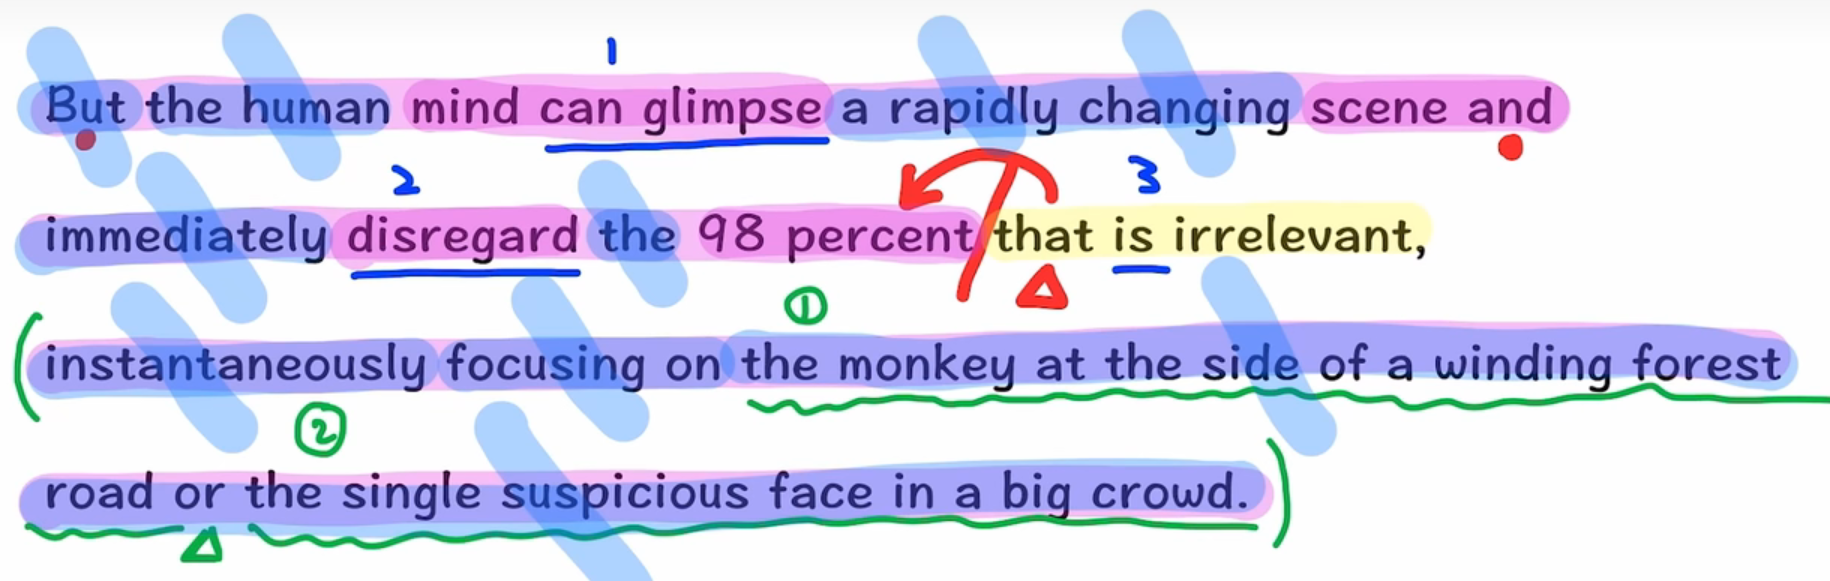 1
But the human mind can glimpse a rapidly changing scene and
2 3
immediately disregard the 98 percent that is irrelevant,
①
(instantaneously focusing on the monkey at the side of a winding forest
②
road or the single suspicious face in a big crowd.)